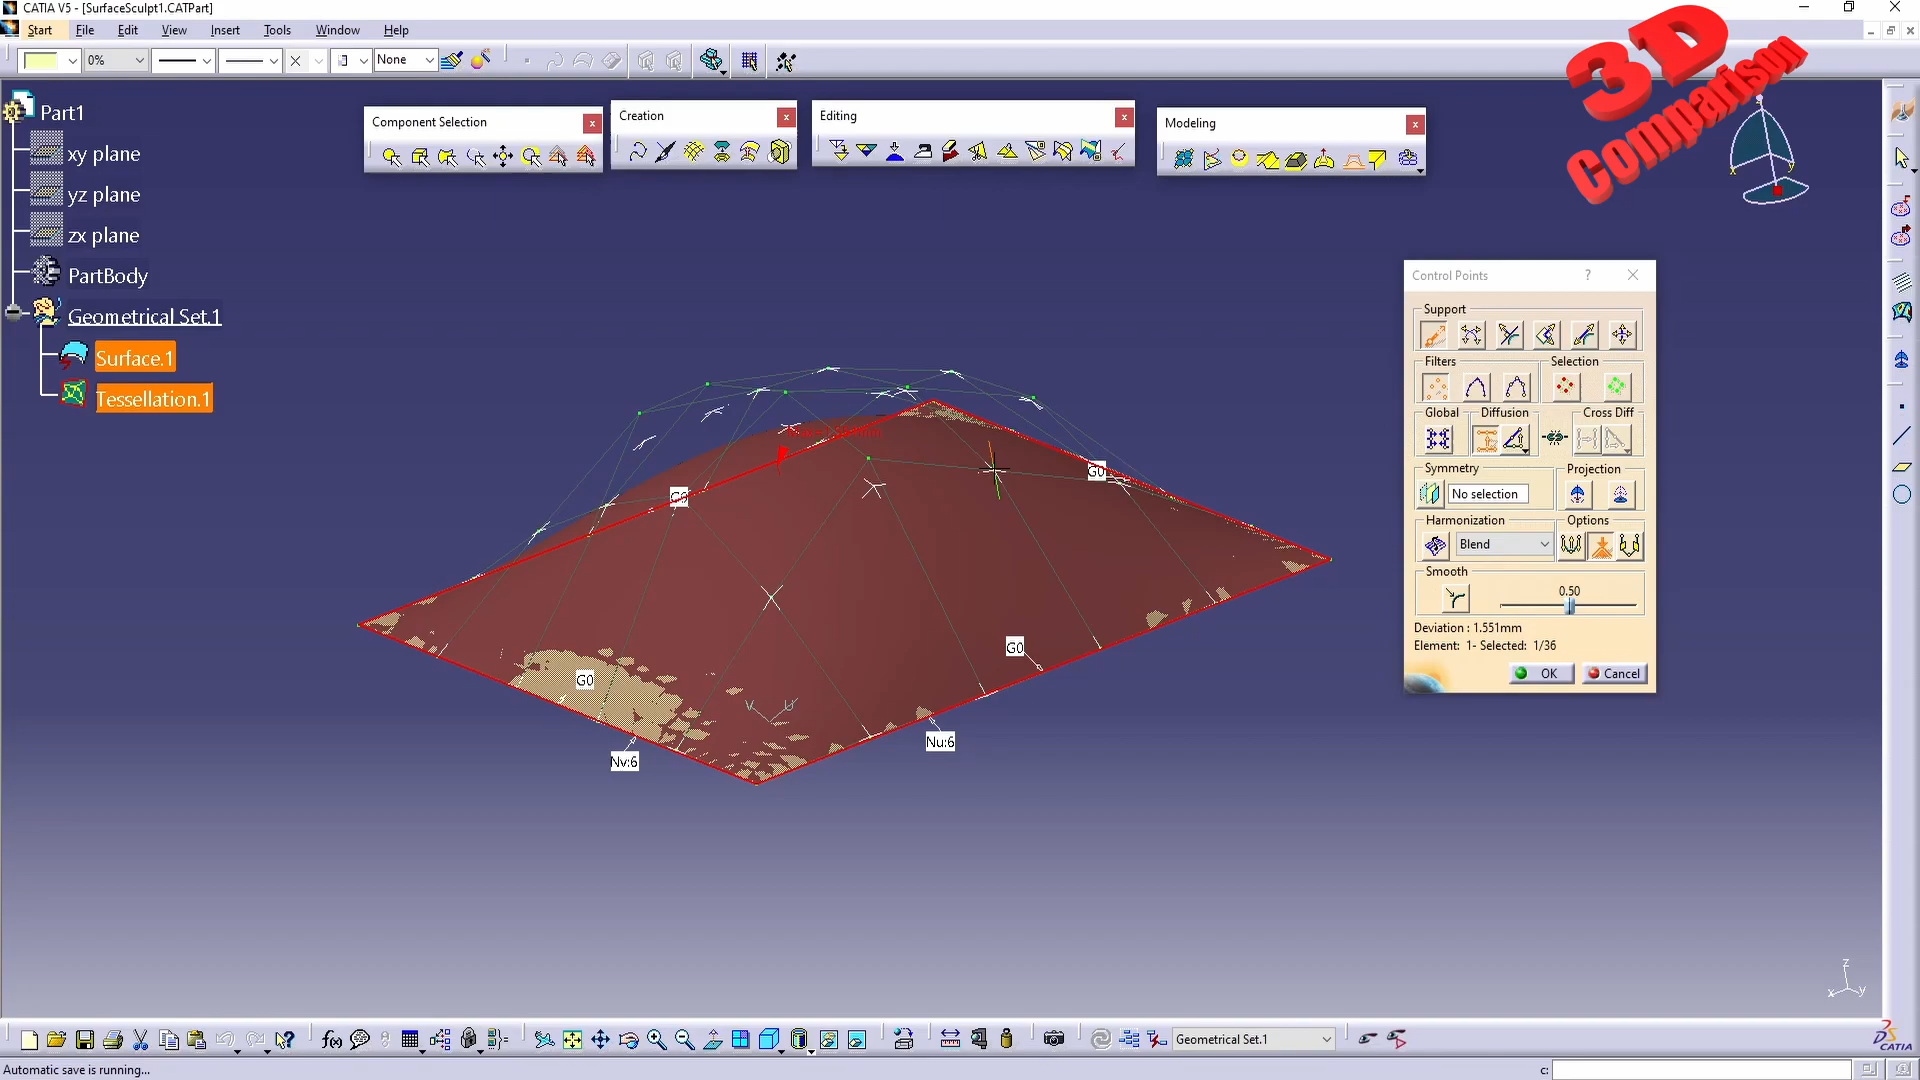 CATIA V5 - [SurfaceSculpt1.CATPart]
Start File Edit View Insert Tools Window Help
0% None
3D
Comparison
Part1
xy plane
yz plane
zx plane
PartBody
Geometrical Set.1
Surface.1
Tessellation.1
Component Selection
Creation
Editing
Modeling
Control Points ?
Support
Filters Selection
Global Diffusion Cross Diff
Symmetry Projection
No selection
Harmonization Options
Blend
Smooth
0.50
Deviation : 1.551mm
Element: 1- Selected: 1/36
OK Cancel
G0
G0
G0
G0
V U
Nu:6
Nv:6
z
x y
Geometrical Set.1
CATIA
Automatic save is running...
c: